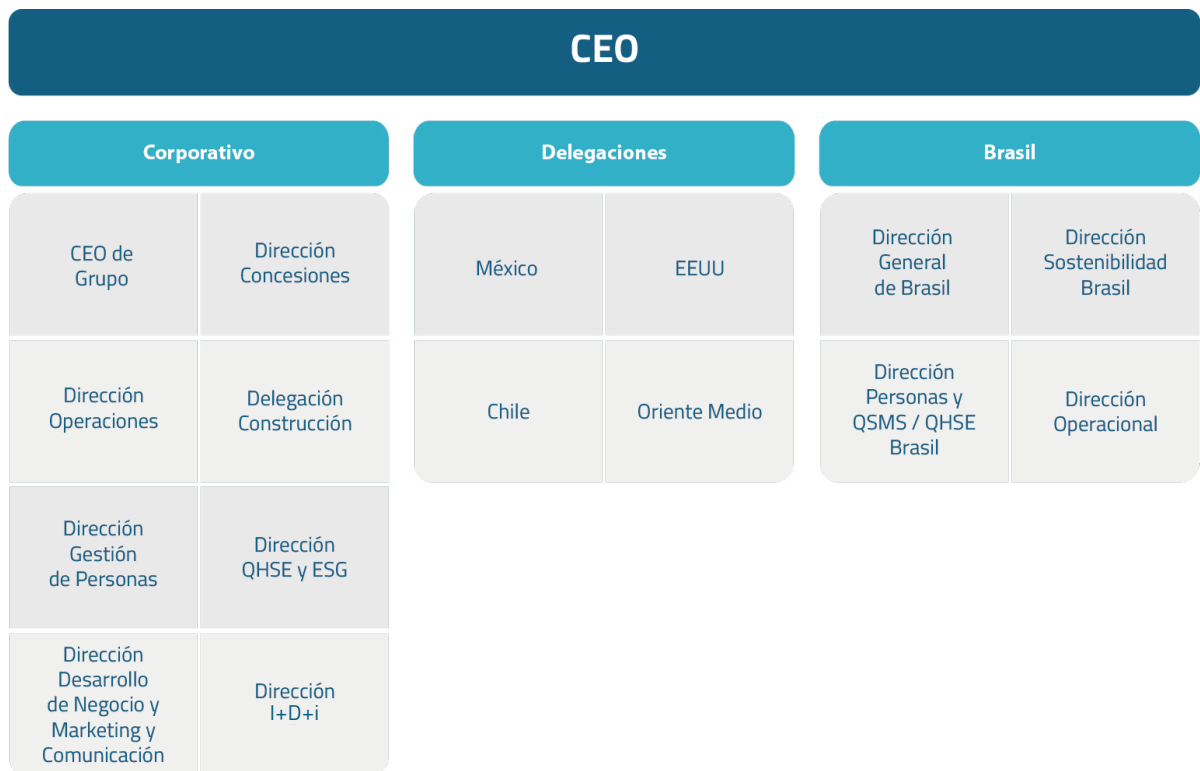 CEO
Corporativo
CEO de
Grupo
Dirección
Concesiones
Dirección
Operaciones
Delegación
Construcción
Dirección
Gestión
de Personas
Dirección
QHSE y ESG
Dirección
Desarrollo
de Negocio y
Marketing y
Comunicación
Dirección
I+D+i
Delegaciones
México
EEUU
Chile
Oriente Medio
Brasil
Dirección
General
de Brasil
Dirección
Sostenibilidad
Brasil
Dirección
Personas y
QSMS / QHSE
Brasil
Dirección
Operacional